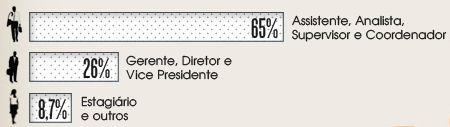 65% Assistente, Analista,
Supervisor e Coordenador
26% Gerente, Diretor e
Vice Presidente
8,7% Estagiário
e outros